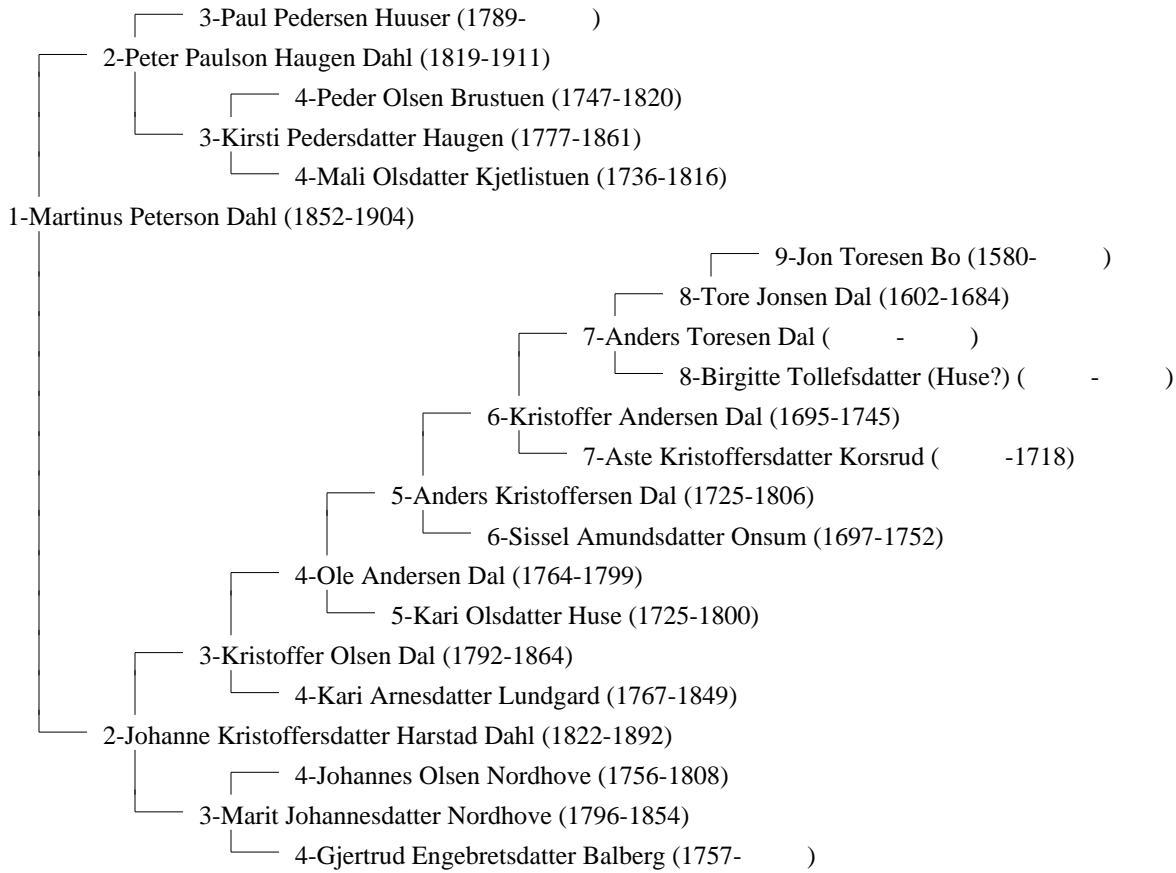 3-Paul Pedersen Huuser (1789- )
2-Peter Paulson Haugen Dahl (1819-1911)
4-Peder Olsen Brustuen (1747-1820)
3-Kirsti Pedersdatter Haugen (1777-1861)
4-Mali Olsdatter Kjetlistuen (1736-1816)
1-Martinus Peterson Dahl (1852-1904)
9-Jon Toresen Bo (1580- )
8-Tore Jonsen Dal (1602-1684)
7-Anders Toresen Dal ( - )
8-Birgitte Tollefsdatter (Huse?) ( - )
6-Kristoffer Andersen Dal (1695-1745)
7-Aste Kristoffersdatter Korsrud ( -1718)
5-Anders Kristoffersen Dal (1725-1806)
6-Sissel Amundsdatter Onsum (1697-1752)
4-Ole Andersen Dal (1764-1799)
5-Kari Olsdatter Huse (1725-1800)
3-Kristoffer Olsen Dal (1792-1864)
4-Kari Arnesdatter Lundgard (1767-1849)
2-Johanne Kristoffersdatter Harstad Dahl (1822-1892)
4-Johannes Olsen Nordhove (1756-1808)
3-Marit Johannesdatter Nordhove (1796-1854)
4-Gjertrud Engebretsdatter Balberg (1757- )